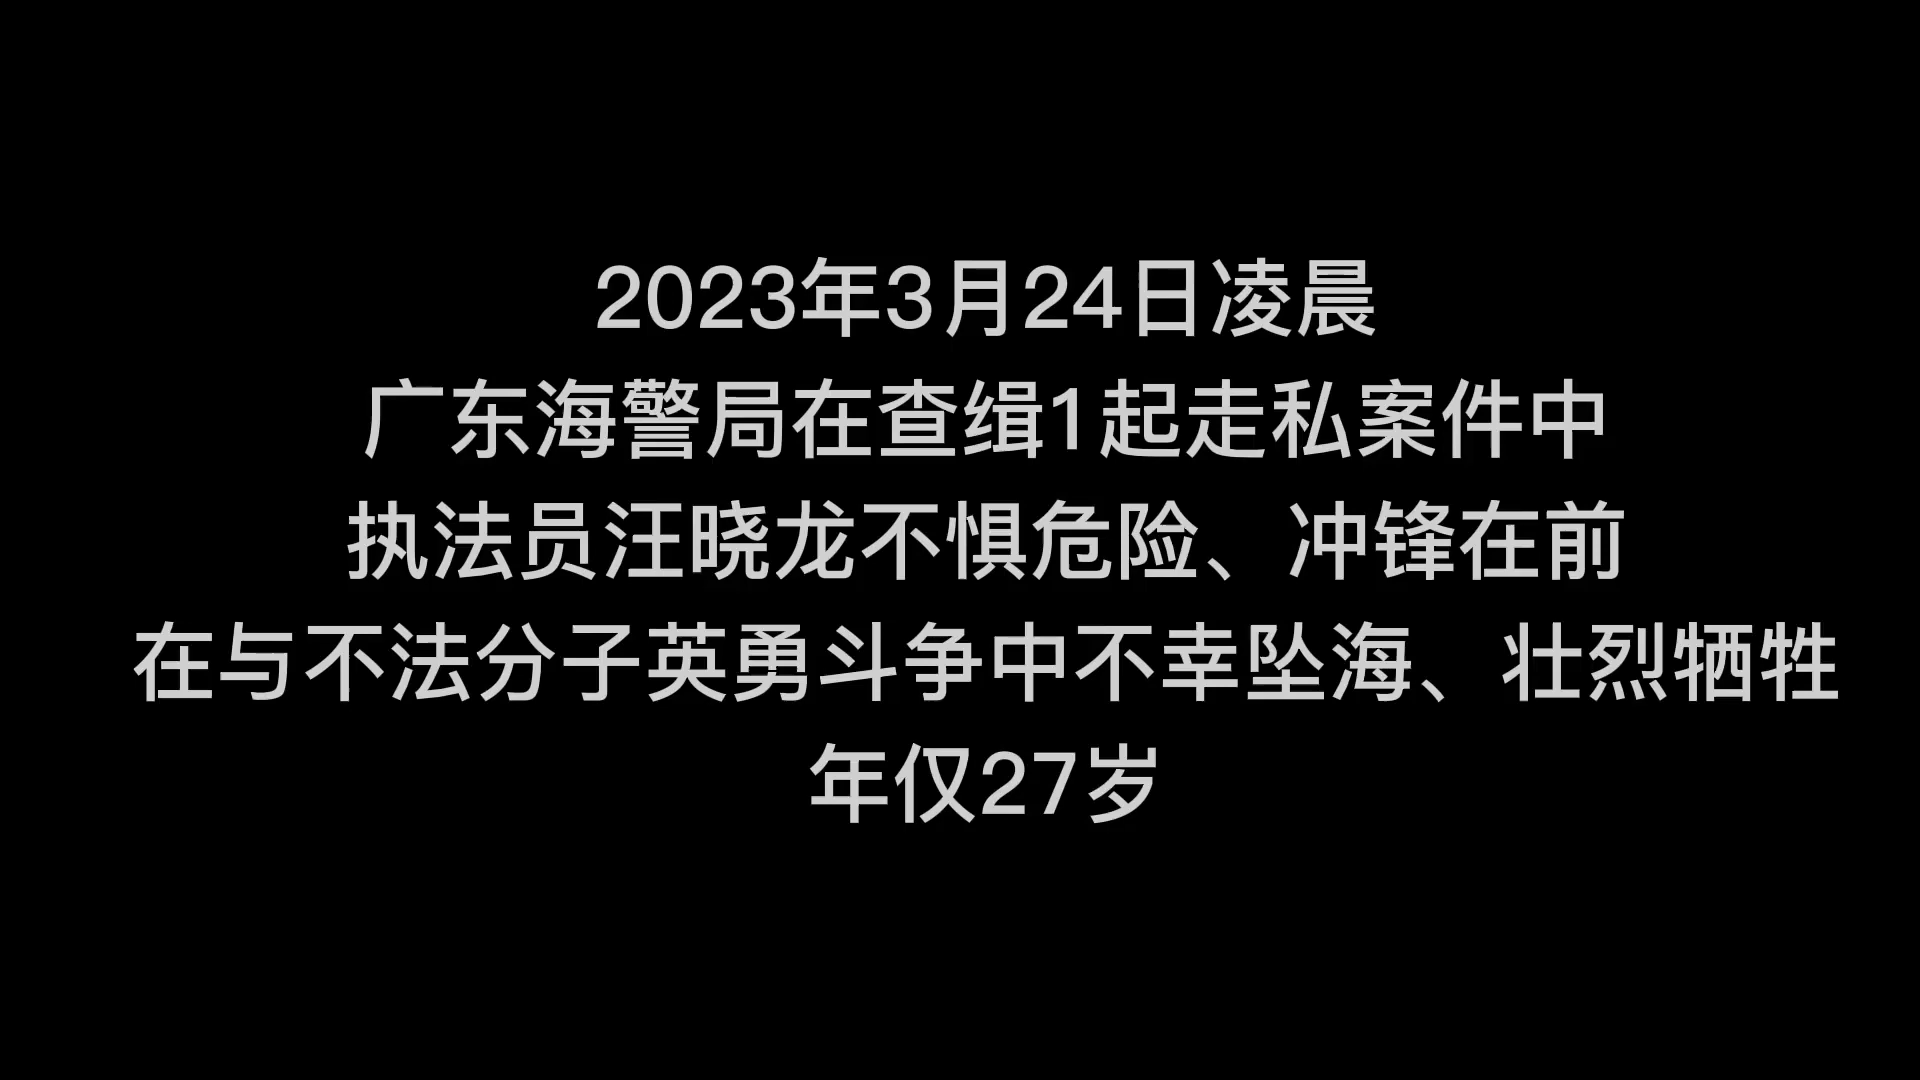 2023年3月24日凌晨
广东海警局在查缉1起走私案件中
执法员汪晓龙不惧危险、冲锋在前
在与不法分子英勇斗争中不幸坠海、壮烈牺牲
年仅27岁